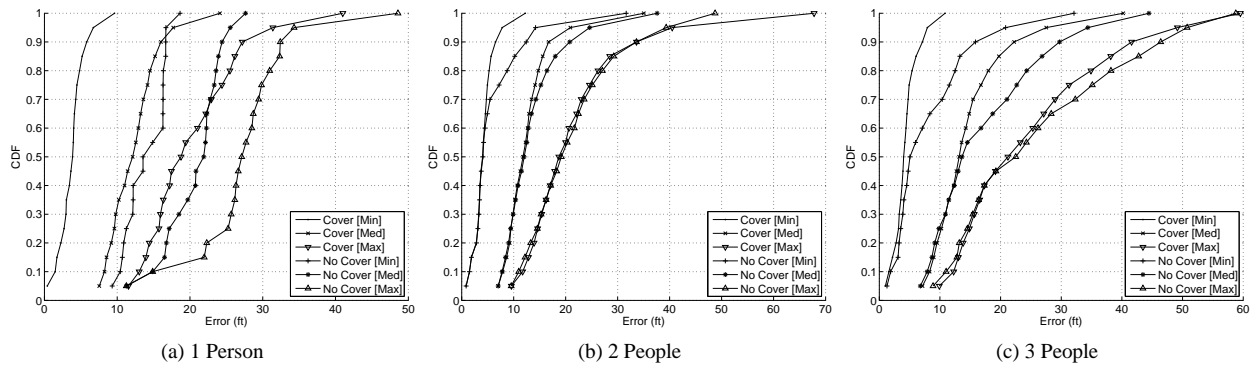 1
0.9
0.8
0.7
0.6
0.5
0.4
0.3
0.2
0.1
0
CDF
0 10 20 30 40 50
Error (ft)
Cover [Min]
Cover [Med]
Cover [Max]
No Cover [Min]
No Cover [Med]
No Cover [Max]
(a) 1 Person
1
0.9
0.8
0.7
0.6
0.5
0.4
0.3
0.2
0.1
0
CDF
0 10 20 30 40 50 60 70
Error (ft)
Cover [Min]
Cover [Med]
Cover [Max]
No Cover [Min]
No Cover [Med]
No Cover [Max]
(b) 2 People
1
0.9
0.8
0.7
0.6
0.5
0.4
0.3
0.2
0.1
0
CDF
0 10 20 30 40 50 60
Error (ft)
Cover [Min]
Cover [Med]
Cover [Max]
No Cover [Min]
No Cover [Med]
No Cover [Max]
(c) 3 People